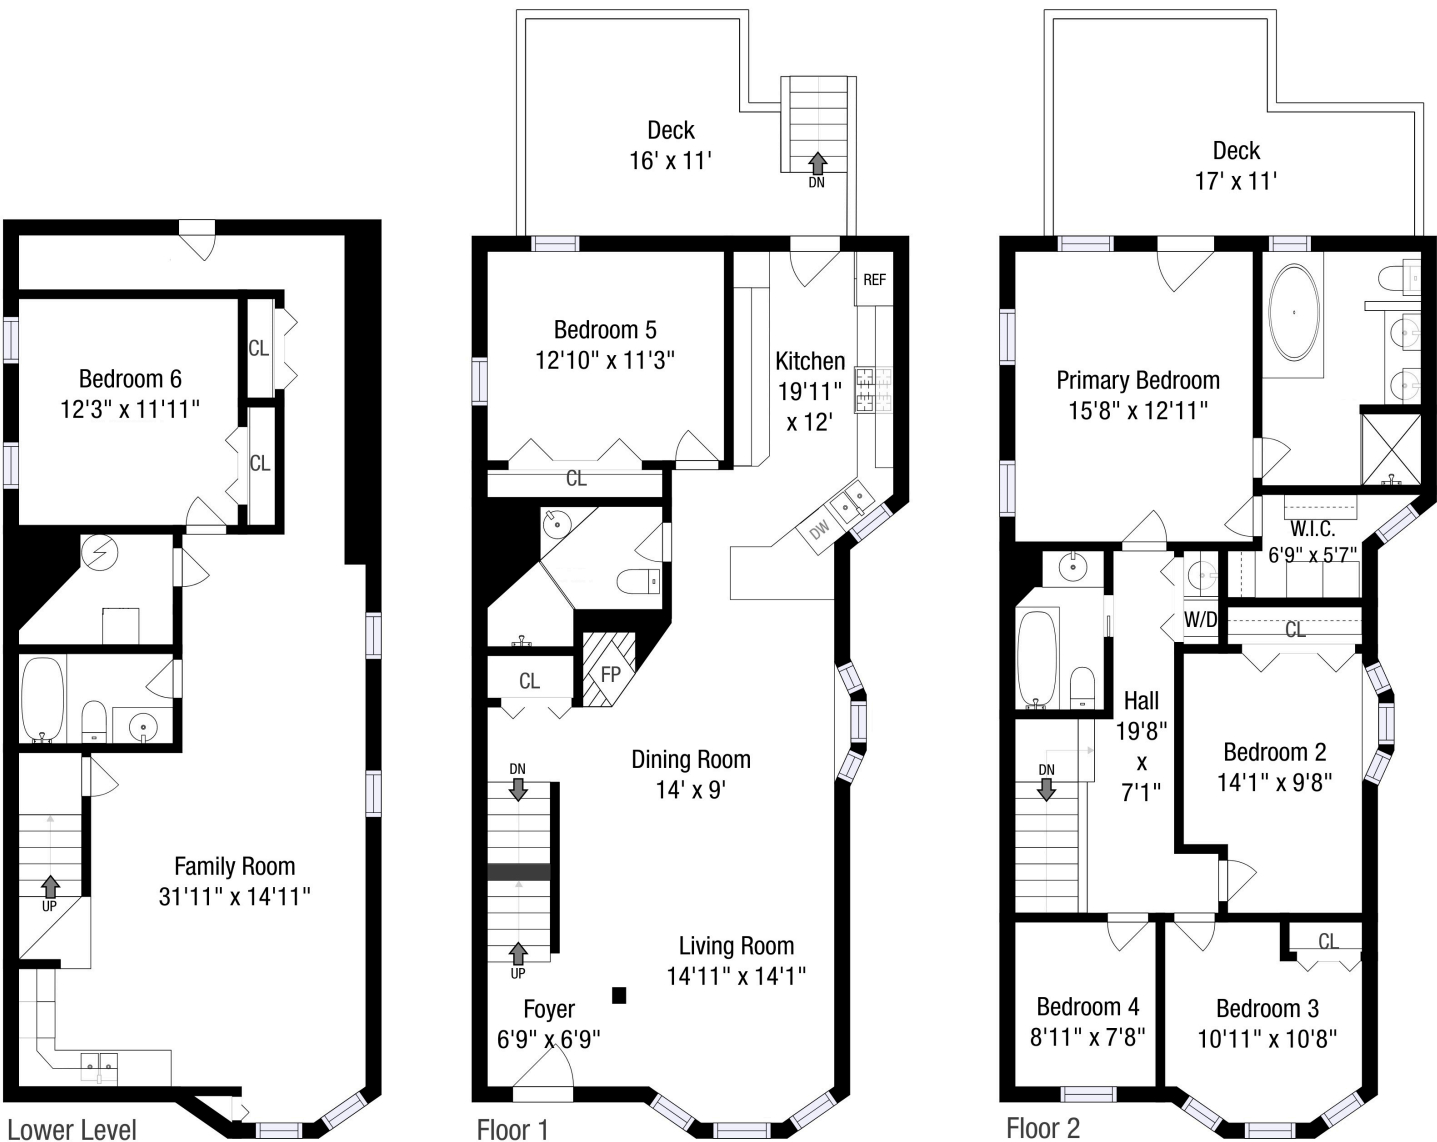 CL
Bedroom 6
12'3" x 11'11"
CL
UP
Family Room
31'11" x 14'11"
Lower Level
Deck
16' x 11'
DN
REF
Bedroom 5
12'10" x 11'3"
Kitchen
19'11"
x 12'
CL
DW
FP
CL
Dining Room
14' x 9'
DN
UP
Living Room
14'11" x 14'1"
Foyer
6'9" x 6'9"
Floor 1
Deck
17' x 11'
Primary Bedroom
15'8" x 12'11"
W.I.C.
6'9" x 5'7"
W/D
CL
Hall
19'8"
x
7'1"
Bedroom 2
14'1" x 9'8"
DN
CL
Bedroom 4
8'11" x 7'8"
Bedroom 3
10'11" x 10'8"
Floor 2